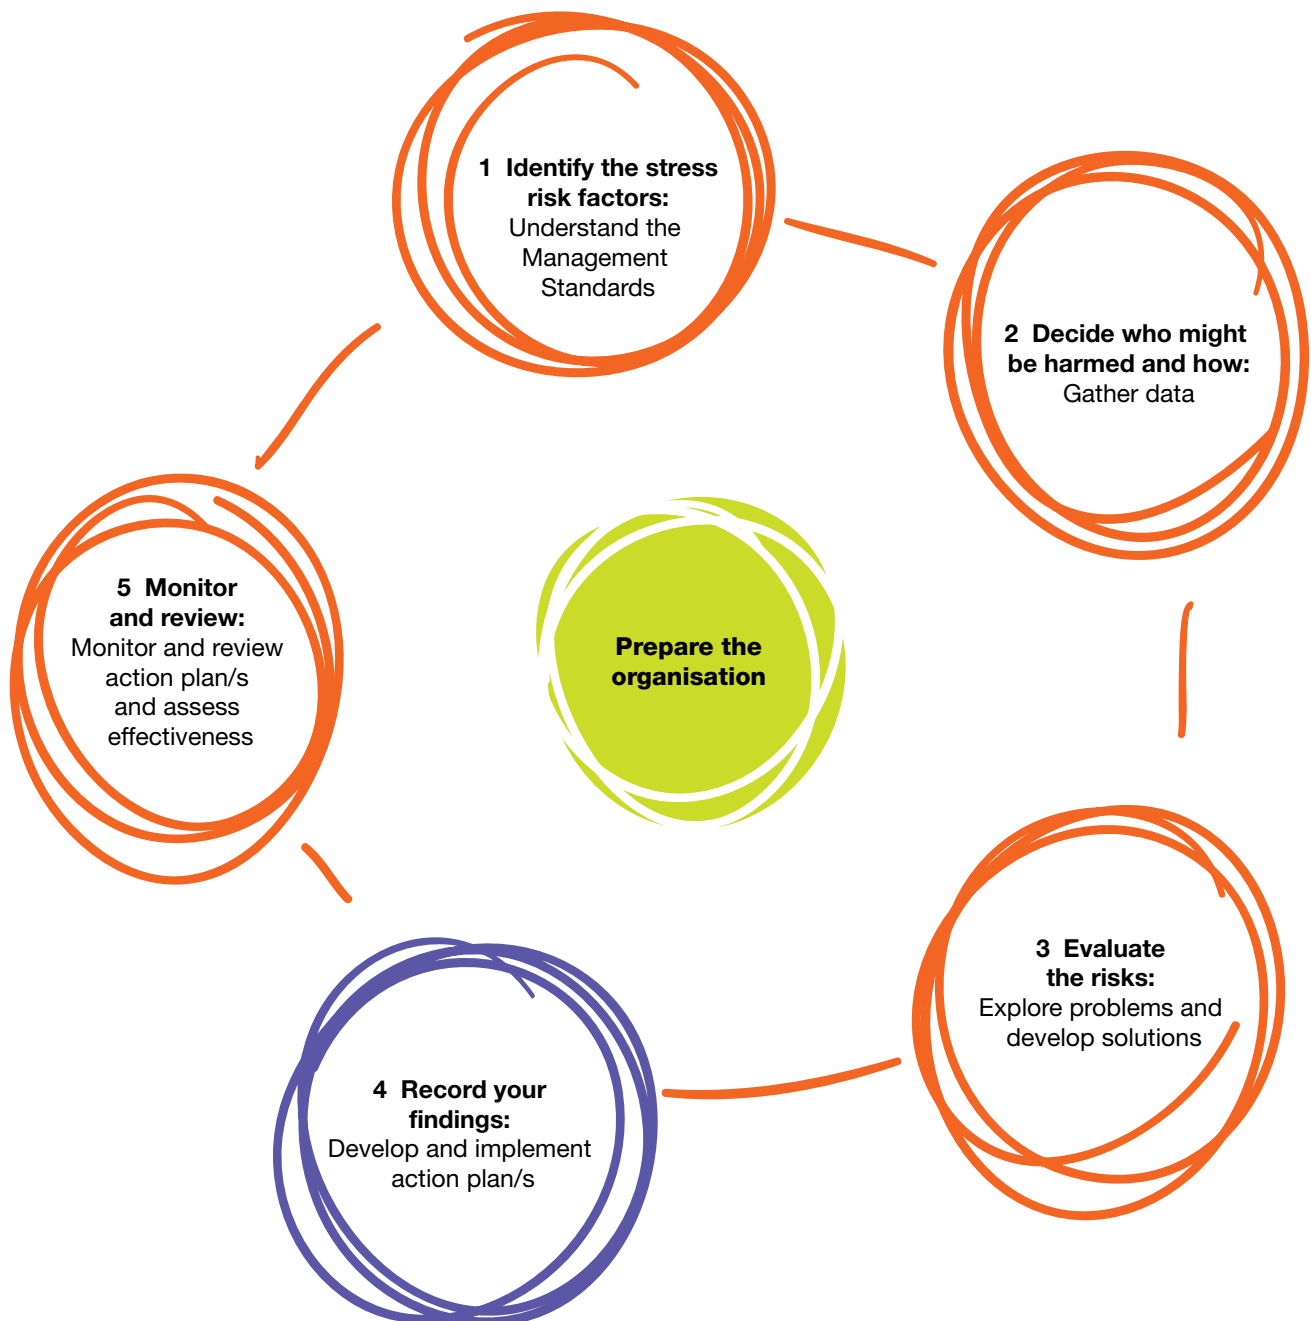 1 Identify the stress
risk factors:
Understand the
Management
Standards
2 Decide who might
be harmed and how:
Gather data
3 Evaluate
the risks:
Explore problems and
develop solutions
4 Record your
findings:
Develop and implement
action plan/s
5 Monitor
and review:
Monitor and review
action plan/s
and assess
effectiveness
Prepare the
organisation